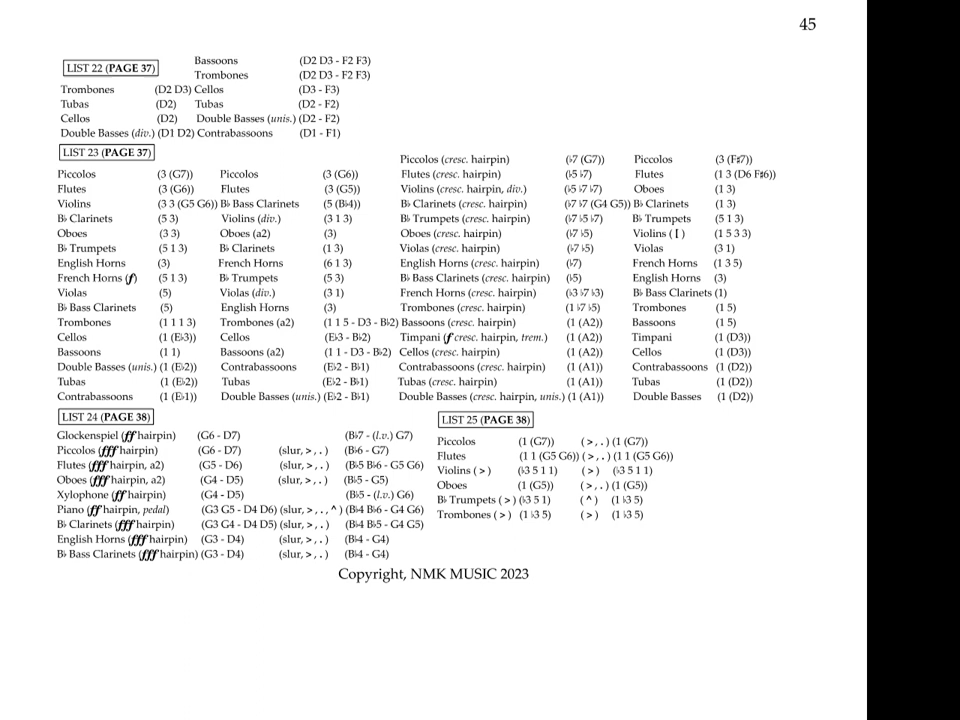 45
Bassoons (D2 D3 - F2 F3)
LIST 22 (PAGE 37)
Trombones (D2 D3 - F2 F3)
Trombones (D2 D3) Cellos (D3 - F3)
Tubas (D2) Tubas (D2 - F2)
Cellos (D2) Double Basses (unis.) (D2 - F2)
Double Basses (div.) (D1 D2) Contrabassoons (D1 - F1)
LIST 23 (PAGE 37)
Piccolos (cresc. hairpin) (♭7 (G7)) Piccolos (3 (F♯7))
Piccolos (3 (G7)) Piccolos (3 (G6)) Flutes (cresc. hairpin) (♭5 ♭7) Flutes (1 3 (D6 F♯6))
Flutes (3 (G6)) Flutes (3 (G5)) Violins (cresc. hairpin, div.) (♭5 ♭7 ♭7) Oboes (1 3)
Violins (3 3 (G5 G6)) B♭ Bass Clarinets (5 (B♭4)) B♭ Clarinets (cresc. hairpin) (♭7 ♭7 (G4 G5)) B♭ Clarinets (1 3)
B♭ Clarinets (5 3) Violins (div.) (3 1 3) B♭ Trumpets (cresc. hairpin) (♭7 ♭5 ♭7) B♭ Trumpets (5 1 3)
Oboes (3 3) Oboes (a2) (3) Oboes (cresc. hairpin) (♭7 ♭5) Violins ( [ ) (1 5 3 3)
B♭ Trumpets (5 1 3) B♭ Clarinets (1 3) Violas (cresc. hairpin) (♭7 ♭5) Violas (3 1)
English Horns (3) French Horns (6 1 3) English Horns (cresc. hairpin) (♭7) French Horns (1 3 5)
French Horns (f) (5 1 3) B♭ Trumpets (5 3) B♭ Bass Clarinets (cresc. hairpin) (♭5) English Horns (3)
Violas (5) Violas (div.) (3 1) French Horns (cresc. hairpin) (♭3 ♭7 ♭3) B♭ Bass Clarinets (1)
B♭ Bass Clarinets (5) English Horns (3) Trombones (cresc. hairpin) (1 ♭7 ♭5) Trombones (1 5)
Trombones (1 1 1 3) Trombones (a2) (1 1 5 - D3 - B♭2) Bassoons (cresc. hairpin) (1 (A2)) Bassoons (1 5)
Cellos (1 (E♭3)) Cellos (E♭3 - B♭2) Timpani (f cresc. hairpin, trem.) (1 (A2)) Timpani (1 (D3))
Bassoons (1 1) Bassoons (a2) (1 1 - D3 - B♭2) Cellos (cresc. hairpin) (1 (A2)) Cellos (1 (D3))
Double Basses (unis.) (1 (E♭2)) Contrabassoons (E♭2 - B♭1) Contrabassoons (cresc. hairpin) (1 (A1)) Contrabassoons (1 (D2))
Tubas (1 (E♭2)) Tubas (E♭2 - B♭1) Tubas (cresc. hairpin) (1 (A1)) Tubas (1 (D2))
Contrabassoons (1 (E♭1)) Double Basses (unis.) (E♭2 - B♭1) Double Basses (cresc. hairpin, unis.) (1 (A1)) Double Basses (1 (D2))
LIST 24 (PAGE 38)
Glockenspiel (ff hairpin) (G6 - D7) (B♭7 - (l.v.) G7)
Piccolos (fff hairpin) (G6 - D7) (slur, > , . ) (B♭6 - G7)
Flutes (fff hairpin, a2) (G5 - D6) (slur, > , . ) (B♭5 B♭6 - G5 G6)
Oboes (fff hairpin, a2) (G4 - D5) (slur, > , . ) (B♭5 - G5)
Xylophone (ff hairpin) (G4 - D5) (B♭5 - (l.v.) G6)
Piano (ff hairpin, pedal) (G3 G5 - D4 D6) (slur, > , . , ^ ) (B♭4 B♭6 - G4 G6)
B♭ Clarinets (fff hairpin) (G3 G4 - D4 D5) (slur, > , . ) (B♭4 B♭5 - G4 G5)
English Horns (fff hairpin) (G3 - D4) (slur, > , . ) (B♭4 - G4)
B♭ Bass Clarinets (fff hairpin) (G3 - D4) (slur, > , . ) (B♭4 - G4)
LIST 25 (PAGE 38)
Piccolos (1 (G7)) ( > , . ) (1 (G7))
Flutes (1 1 (G5 G6)) ( > , . ) (1 1 (G5 G6))
Violins ( > ) (♭3 5 1 1) ( > ) (♭3 5 1 1)
Oboes (1 (G5)) ( > , . ) (1 (G5))
B♭ Trumpets ( > ) (♭3 5 1) ( ^ ) (1 ♭3 5)
Trombones ( > ) (1 ♭3 5) ( > ) (1 ♭3 5)
Copyright, NMK MUSIC 2023